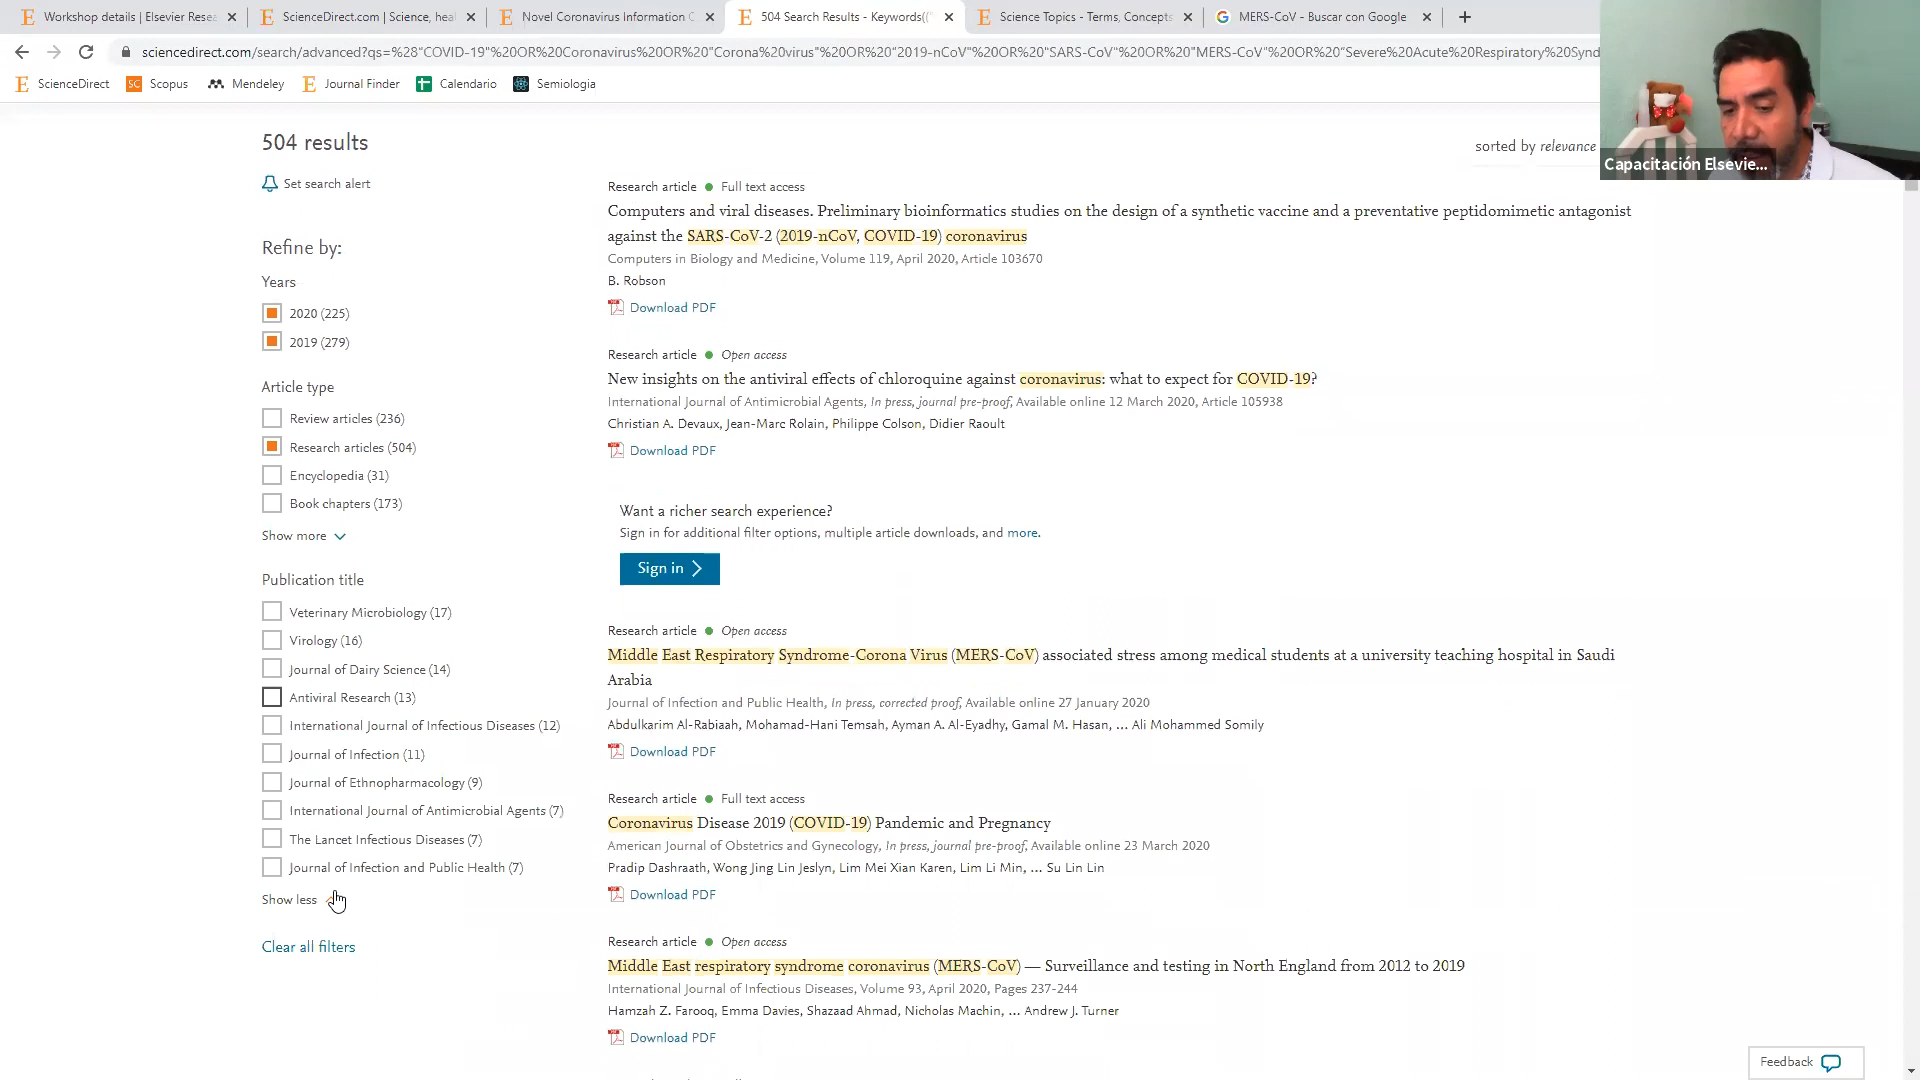 Workshop details | Elsevier Resea
ScienceDirect.com | Science, heal
Novel Coronavirus Information C
504 Search Results - Keywords(("
Science Topics - Terms, Concepts
MERS-CoV - Buscar con Google
sciencedirect.com/search/advanced?qs=%28"COVID-19"%20OR%20Coronavirus%20OR%20"Corona%20virus"%20OR%20"2019-nCoV"%20OR%20"SARS-CoV"%20OR%20"MERS-CoV"%20OR%20"Severe%20Acute%20Respiratory%20Synd
ScienceDirect
Scopus
Mendeley
Journal Finder
Calendario
Semiologia
Capacitación Elsevie...
504 results
Set search alert
sorted by relevance
Refine by:
Years
2020 (225)
2019 (279)
Article type
Review articles (236)
Research articles (504)
Encyclopedia (31)
Book chapters (173)
Show more
Publication title
Veterinary Microbiology (17)
Virology (16)
Journal of Dairy Science (14)
Antiviral Research (13)
International Journal of Infectious Diseases (12)
Journal of Infection (11)
Journal of Ethnopharmacology (9)
International Journal of Antimicrobial Agents (7)
The Lancet Infectious Diseases (7)
Journal of Infection and Public Health (7)
Show less
Clear all filters
Research article Full text access
Computers and viral diseases. Preliminary bioinformatics studies on the design of a synthetic vaccine and a preventative peptidomimetic antagonist
against the SARS-CoV-2 (2019-nCoV, COVID-19) coronavirus
Computers in Biology and Medicine, Volume 119, April 2020, Article 103670
B. Robson
Download PDF
Research article Open access
New insights on the antiviral effects of chloroquine against coronavirus: what to expect for COVID-19?
International Journal of Antimicrobial Agents, In press, journal pre-proof, Available online 12 March 2020, Article 105938
Christian A. Devaux, Jean-Marc Rolain, Philippe Colson, Didier Raoult
Download PDF
Want a richer search experience?
Sign in for additional filter options, multiple article downloads, and more.
Sign in
Research article Open access
Middle East Respiratory Syndrome-Corona Virus (MERS-CoV) associated stress among medical students at a university teaching hospital in Saudi
Arabia
Journal of Infection and Public Health, In press, corrected proof, Available online 27 January 2020
Abdulkarim Al-Rabiaah, Mohamad-Hani Temsah, Ayman A. Al-Eyadhy, Gamal M. Hasan, ... Ali Mohammed Somily
Download PDF
Research article Full text access
Coronavirus Disease 2019 (COVID-19) Pandemic and Pregnancy
American Journal of Obstetrics and Gynecology, In press, journal pre-proof, Available online 23 March 2020
Pradip Dashraath, Wong Jing Lin Jeslyn, Lim Mei Xian Karen, Lim Li Min, ... Su Lin Lin
Download PDF
Research article Open access
Middle East respiratory syndrome coronavirus (MERS-CoV) — Surveillance and testing in North England from 2012 to 2019
International Journal of Infectious Diseases, Volume 93, April 2020, Pages 237-244
Hamzah Z. Farooq, Emma Davies, Shazaad Ahmad, Nicholas Machin, ... Andrew J. Turner
Download PDF
Feedback